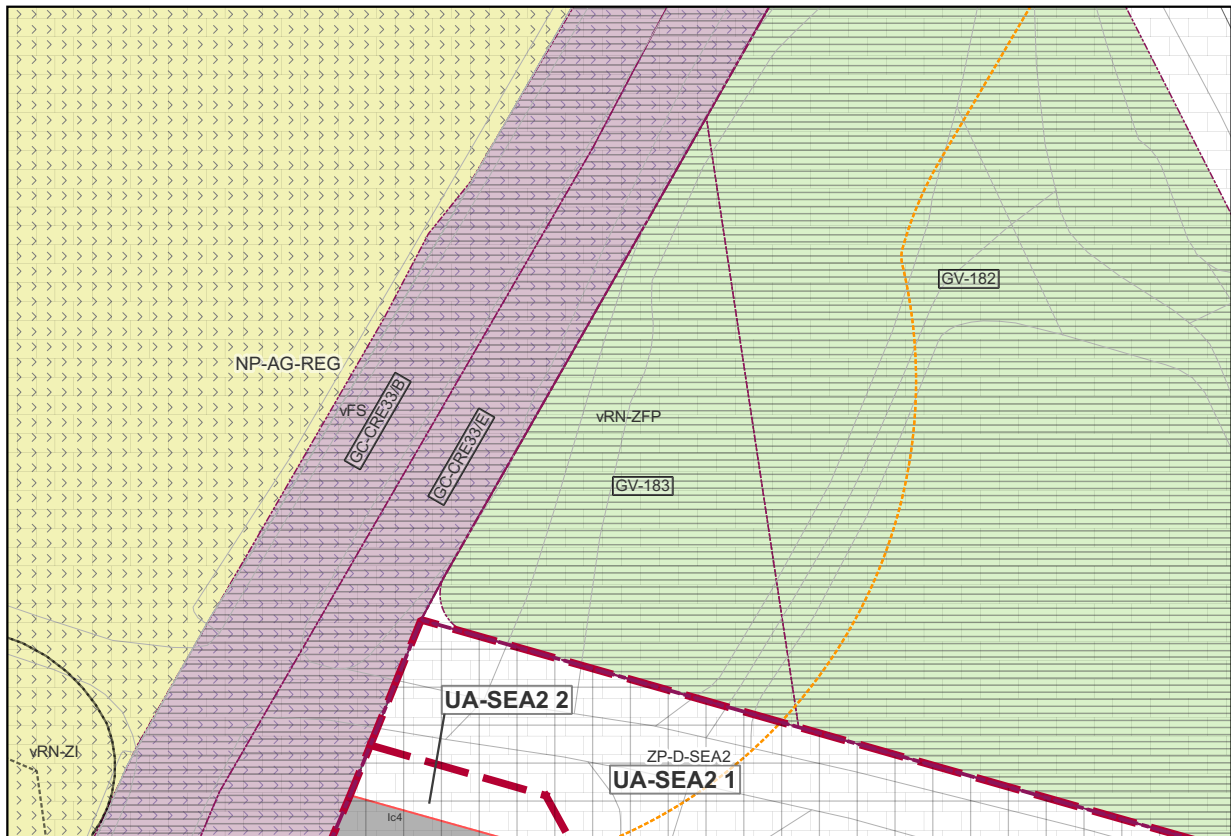 GV-182
NP-AG-REG
vFS
GC-CRE33/B
GC-CRE33/E
vRN-ZFP
GV-183
UA-SEA2 2
vRN-ZI
ZP-D-SEA2
UA-SEA2 1
Ic4